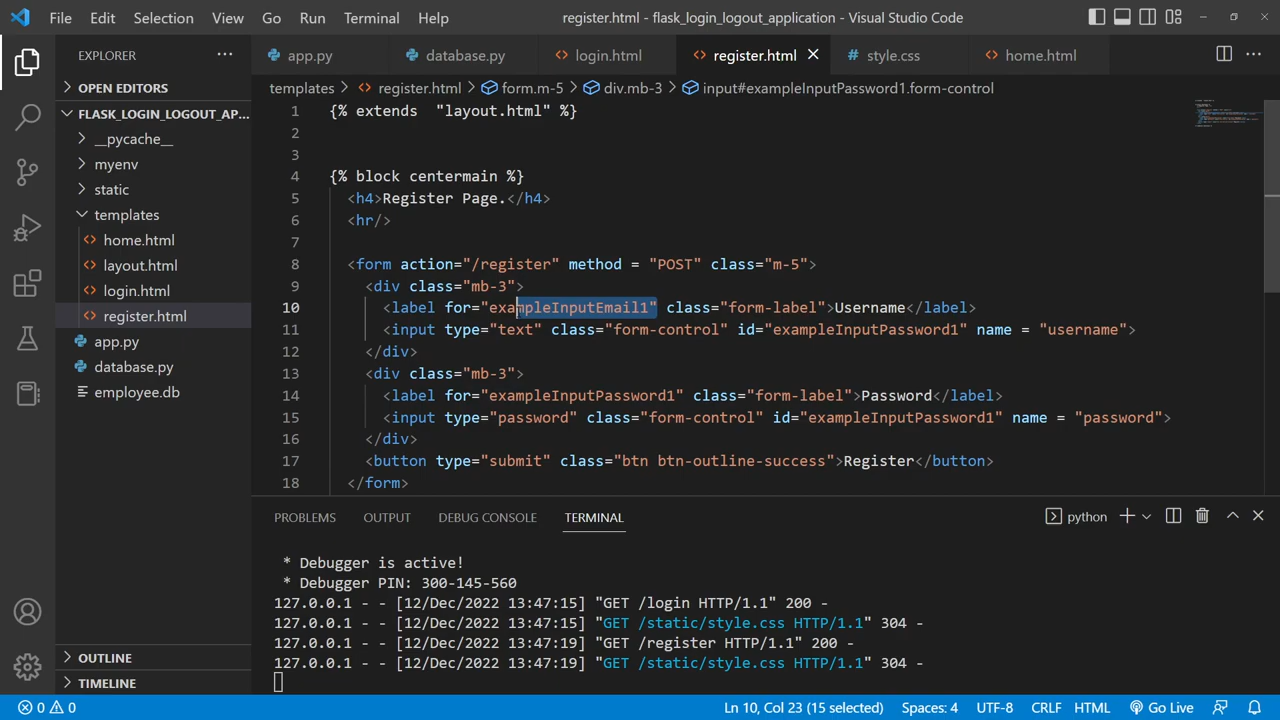 File Edit Selection View Go Run Terminal Help register.html - flask_login_logout_application - Visual Studio Code
EXPLORER app.py database.py login.html register.html style.css home.html
OPEN EDITORS
templates > register.html > form.m-5 > div.mb-3 > input#exampleInputPassword1.form-control
FLASK_LOGIN_LOGOUT_AP...
__pycache__
myenv
static
templates
home.html
layout.html
login.html
register.html
app.py
database.py
employee.db
OUTLINE
TIMELINE
1 {% extends "layout.html" %}
2
3
4 {% block centermain %}
5 <h4>Register Page.</h4>
6 <hr/>
7
8 <form action="/register" method = "POST" class="m-5">
9 <div class="mb-3">
10 <label for="exampleInputEmail1" class="form-label">Username</label>
11 <input type="text" class="form-control" id="exampleInputPassword1" name = "username">
12 </div>
13 <div class="mb-3">
14 <label for="exampleInputPassword1" class="form-label">Password</label>
15 <input type="password" class="form-control" id="exampleInputPassword1" name = "password">
16 </div>
17 <button type="submit" class="btn btn-outline-success">Register</button>
18 </form>
PROBLEMS OUTPUT DEBUG CONSOLE TERMINAL python
* Debugger is active!
* Debugger PIN: 300-145-560
127.0.0.1 - - [12/Dec/2022 13:47:15] "GET /login HTTP/1.1" 200 -
127.0.0.1 - - [12/Dec/2022 13:47:15] "GET /static/style.css HTTP/1.1" 304 -
127.0.0.1 - - [12/Dec/2022 13:47:19] "GET /register HTTP/1.1" 200 -
127.0.0.1 - - [12/Dec/2022 13:47:19] "GET /static/style.css HTTP/1.1" 304 -
0 0 Ln 10, Col 23 (15 selected) Spaces: 4 UTF-8 CRLF HTML Go Live